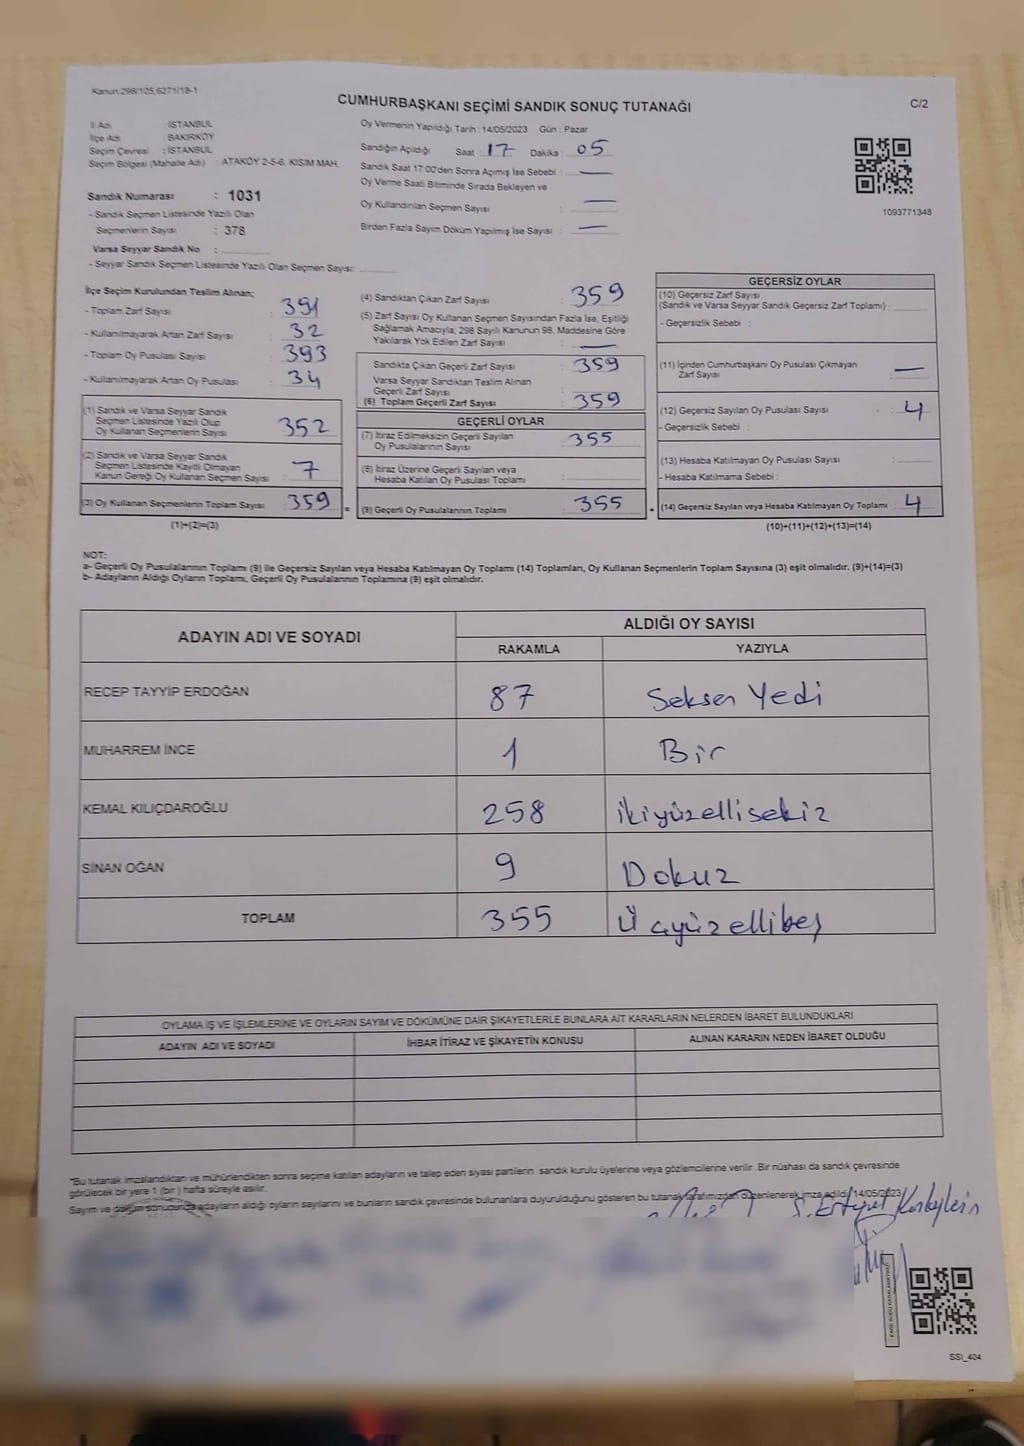 Kanun:298/105,6271/18-1
CUMHURBAŞKANI SEÇİMİ SANDIK SONUÇ TUTANAĞI
C/2
İl Adı : İSTANBUL
İlçe Adı : BAKIRKÖY
Seçim Çevresi : İSTANBUL
Seçim Bölgesi (Mahalle Adı) : ATAKÖY 2-5-6. KISIM MAH.
Sandık Numarası : 1031
- Sandık Seçmen Listesinde Yazılı Olan
Seçmenlerin Sayısı : 378
Varsa Seyyar Sandık No :
- Seyyar Sandık Seçmen Listesinde Yazılı Olan Seçmen Sayısı:
Oy Vermenin Yapıldığı Tarih : 14/05/2023 Gün : Pazar
Sandığın Açıldığı Saat : 17 Dakika : 05
Sandık Saat 17:00'den Sonra Açımış İse Sebebi : —
Oy Verme Saati Bitiminde Sırada Bekleyen ve
Oy Kullandırılan Seçmen Sayısı : —
Birden Fazla Sayım Döküm Yapılmış İse Sayısı : —
1093771348
İlçe Seçim Kurulundan Teslim Alınan;
- Toplam Zarf Sayısı : 391
- Kullanılmayarak Artan Zarf Sayısı : 32
- Toplam Oy Pusulası Sayısı : 393
- Kullanılmayarak Artan Oy Pusulası : 34
(1) Sandık ve Varsa Seyyar Sandık
Seçmen Listesinde Yazılı Olup
Oy Kullanan Seçmenlerin Sayısı : 352
(2) Sandık ve Varsa Seyyar Sandık
Seçmen Listesinde Kayıtlı Olmayan
Kanun Gereği Oy Kullanan Seçmen Sayısı : 7
(3) Oy Kullanan Seçmenlerin Toplam Sayısı : 359 =
(1)+(2)=(3)
(4) Sandıktan Çıkan Zarf Sayısı : 359
(5) Zarf Sayısı Oy Kullanan Seçmen Sayısından Fazla İse, Eşitliği
Sağlamak Amacıyla, 298 Sayılı Kanunun 98. Maddesine Göre
Yakılarak Yok Edilen Zarf Sayısı : —
Sandıkta Çıkan Geçerli Zarf Sayısı : 359
Varsa Seyyar Sandıktan Teslim Alınan
Geçerli Zarf Sayısı :
(6) Toplam Geçerli Zarf Sayısı : 359
GEÇERLİ OYLAR
(7) İtiraz Edilmeksizin Geçerli Sayılan
Oy Pusulalarının Sayısı : 355
(8) İtiraz Üzerine Geçerli Sayılan veya
Hesaba Katılan Oy Pusulası Toplamı :
(9) Geçerli Oy Pusulalarının Toplamı : 355 +
GEÇERSİZ OYLAR
(10) Geçersiz Zarf Sayısı
(Sandık ve Varsa Seyyar Sandık Geçersiz Zarf Toplamı) :
- Geçersizlik Sebebi :
(11) İçinden Cumhurbaşkanı Oy Pusulası Çıkmayan
Zarf Sayısı : —
(12) Geçersiz Sayılan Oy Pusulası Sayısı : 4
- Geçersizlik Sebebi :
(13) Hesaba Katılmayan Oy Pusulası Sayısı :
- Hesaba Katılmama Sebebi :
(14) Geçersiz Sayılan veya Hesaba Katılmayan Oy Toplamı : 4
(10)+(11)+(12)+(13)=(14)
NOT:
a- Geçerli Oy Pusulalarının Toplamı (9) ile Geçersiz Sayılan veya Hesaba Katılmayan Oy Toplamı (14) Toplamları, Oy Kullanan Seçmenlerin Toplam Sayısına (3) eşit olmalıdır. (9)+(14)=(3)
b- Adayların Aldığı Oyların Toplamı, Geçerli Oy Pusulalarının Toplamına (9) eşit olmalıdır.
ADAYIN ADI VE SOYADI
ALDIĞI OY SAYISI
RAKAMLA YAZIYLA
RECEP TAYYİP ERDOĞAN 87 Seksen Yedi
MUHARREM İNCE 1 Bir
KEMAL KILIÇDAROĞLU 258 ikiyüzellisekiz
SİNAN OĞAN 9 Dokuz
TOPLAM 355 Üçyüzellibeş
OYLAMA İŞ VE İŞLEMLERİNE VE OYLARIN SAYIM VE DÖKÜMÜNE DAİR ŞİKAYETLERLE BUNLARA AİT KARARLARIN NELERDEN İBARET BULUNDUKLARI
ADAYIN ADI VE SOYADI İHBAR İTİRAZ VE ŞİKAYETİN KONUSU ALINAN KARARIN NEDEN İBARET OLDUĞU
*Bu tutanak imzalandıktan ve mühürlendikten sonra seçime katılan adayların ve talep eden siyasi partilerin sandık kurulu üyelerine veya gözlemcilerine verilir. Bir nüshası da sandık çevresinde
görülecek bir yere 1 (bir) hafta süreyle asılır.
Sayım ve döküm sonucunda adayların aldığı oyların sayılarını ve bunların sandık çevresinde bulunanlara duyurulduğunu gösteren bu tutanak tarafımızdan düzenlenerek imza edildi. 14/05/2023
SSI_404